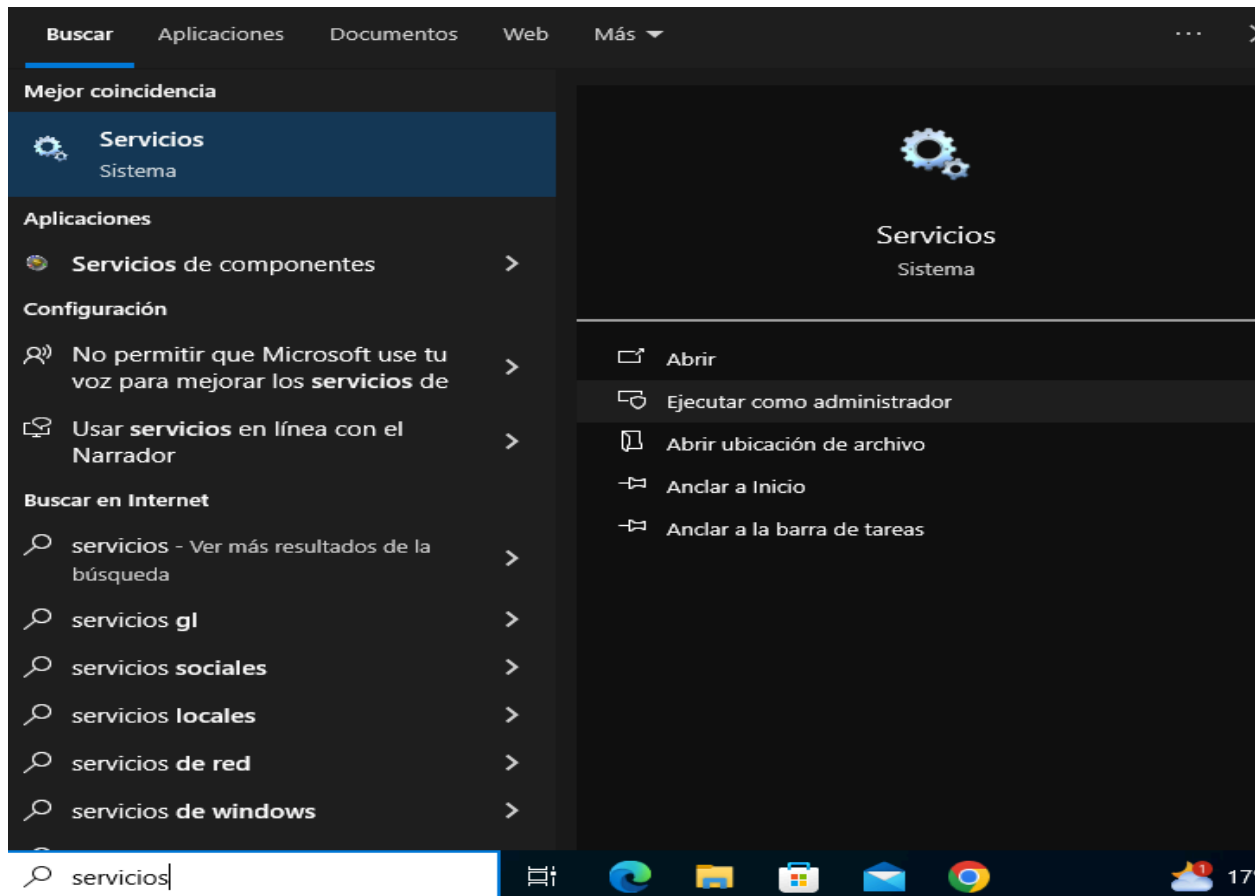 Buscar Aplicaciones Documentos Web Más
Mejor coincidencia
Servicios
Sistema
Aplicaciones
Servicios de componentes
Configuración
No permitir que Microsoft use tu
voz para mejorar los servicios de
Usar servicios en línea con el
Narrador
Buscar en Internet
servicios - Ver más resultados de la
búsqueda
servicios gl
servicios sociales
servicios locales
servicios de red
servicios de windows
servicios
Servicios
Sistema
Abrir
Ejecutar como administrador
Abrir ubicación de archivo
Anclar a Inicio
Anclar a la barra de tareas
1
17